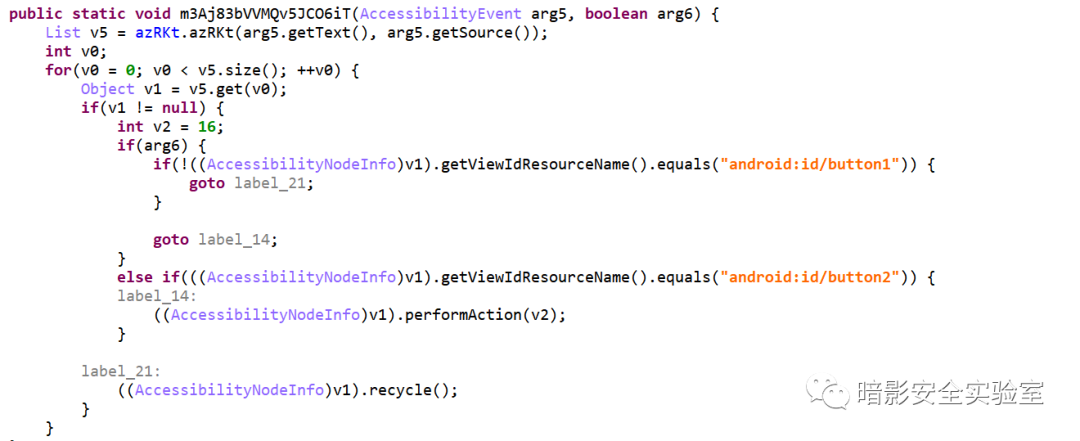 public static void m3Aj83bVVMQv5JCO6iT(AccessibilityEvent arg5, boolean arg6) {
    List v5 = azRKt.azRKt(arg5.getText(), arg5.getSource());
    int v0;
    for(v0 = 0; v0 < v5.size(); ++v0) {
        Object v1 = v5.get(v0);
        if(v1 != null) {
            int v2 = 16;
            if(arg6) {
                if(!((AccessibilityNodeInfo)v1).getViewIdResourceName().equals("android:id/button1")) {
                    goto label_21;
                }
                goto label_14;
            }
            else if(((AccessibilityNodeInfo)v1).getViewIdResourceName().equals("android:id/button2")) {
            label_14:
                ((AccessibilityNodeInfo)v1).performAction(v2);
            }
        label_21:
            ((AccessibilityNodeInfo)v1).recycle();
        }
    }
暗影安全实验室